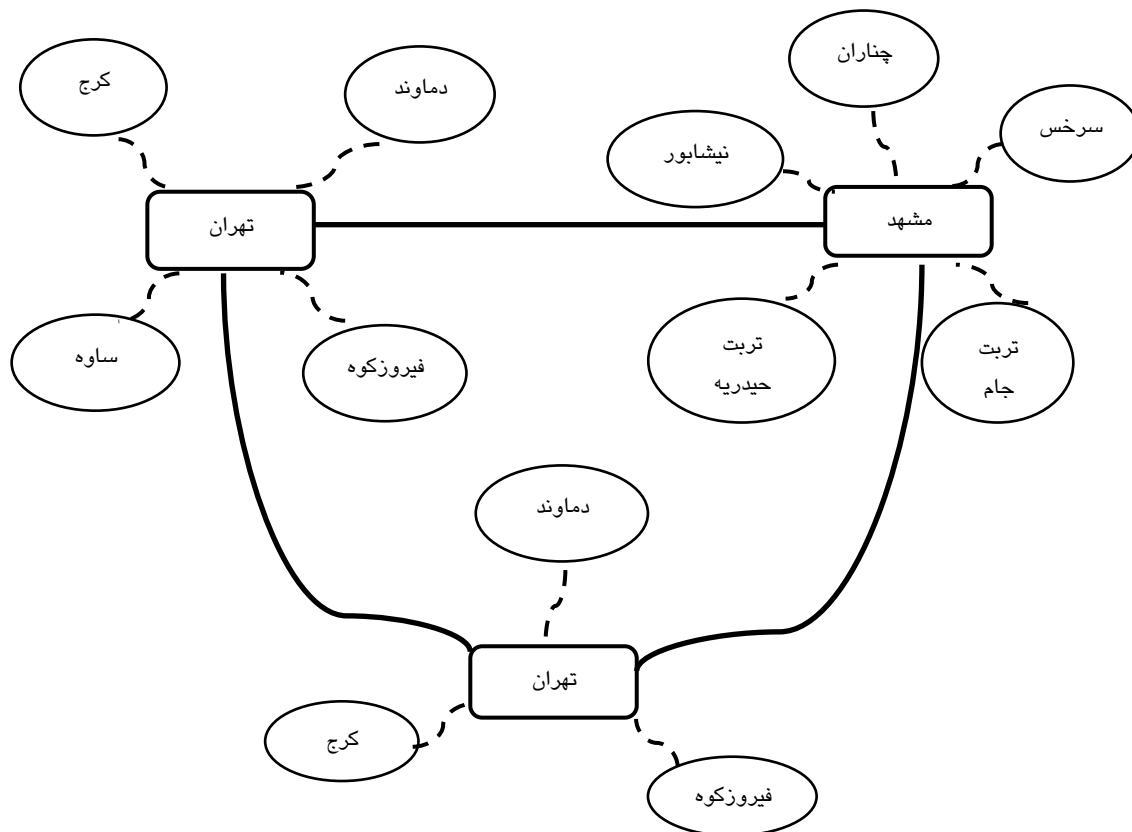 چناران
کرج
دماوند
سرخس
نیشابور
مشهد
تهران
تربت
حیدریه
تربت
جام
فیروزکوه
ساوه
دماوند
تهران
کرج
فیروزکوه